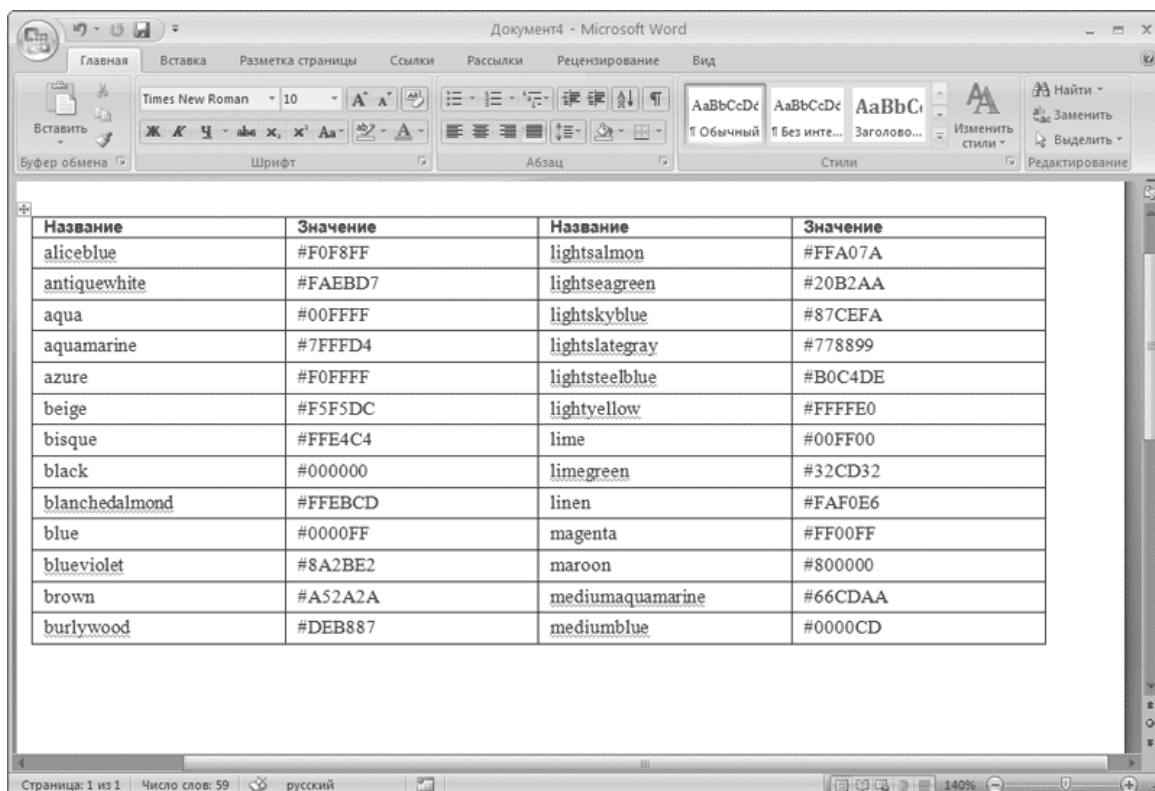 Документ4 - Microsoft Word
Главная Вставка Разметка страницы Ссылки Рассылки Рецензирование Вид
Times New Roman 10
Вставить
Ж К Ч abc x, x² Aa
AaBbCcDc AaBbCcDc AaBbC
¶ Обычный ¶ Без инте... Заголово...
Изменить стили
Найти
Заменить
Выделить
Буфер обмена Шрифт Абзац Стили Редактирование
Название Значение Название Значение
aliceblue #F0F8FF lightsalmon #FFA07A
antiquewhite #FAEBD7 lightseagreen #20B2AA
aqua #00FFFF lightskyblue #87CEFA
aquamarine #7FFFD4 lightslategray #778899
azure #F0FFFF lightsteelblue #B0C4DE
beige #F5F5DC lightyellow #FFFFE0
bisque #FFE4C4 lime #00FF00
black #000000 limegreen #32CD32
blanchedalmond #FFEBCD linen #FAF0E6
blue #0000FF magenta #FF00FF
blueviolet #8A2BE2 maroon #800000
brown #A52A2A mediumaquamarine #66CDAA
burlywood #DEB887 mediumblue #0000CD
Страница: 1 из 1 Число слов: 59 русский 140%